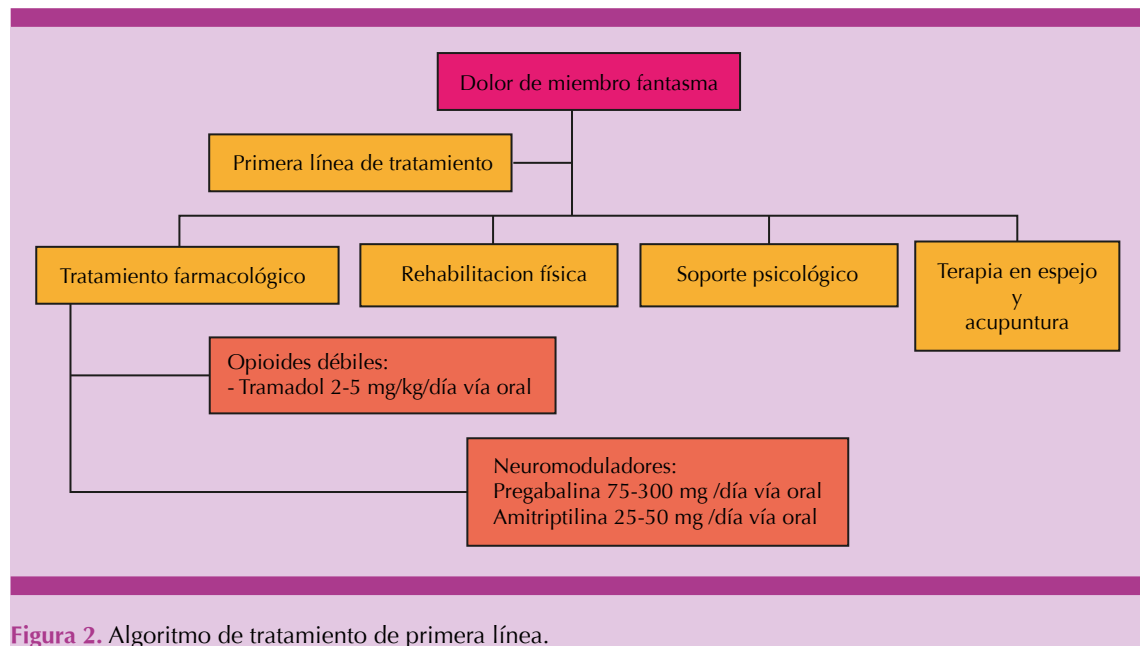 Dolor de miembro fantasma
Primera línea de tratamiento
Tratamiento farmacológico
Rehabilitacion física
Soporte psicológico
Terapia en espejo
y
acupuntura
Opioides débiles:
- Tramadol 2-5 mg/kg/día vía oral
Neuromoduladores:
Pregabalina 75-300 mg /día vía oral
Amitriptilina 25-50 mg /día vía oral
Figura 2. Algoritmo de tratamiento de primera línea.